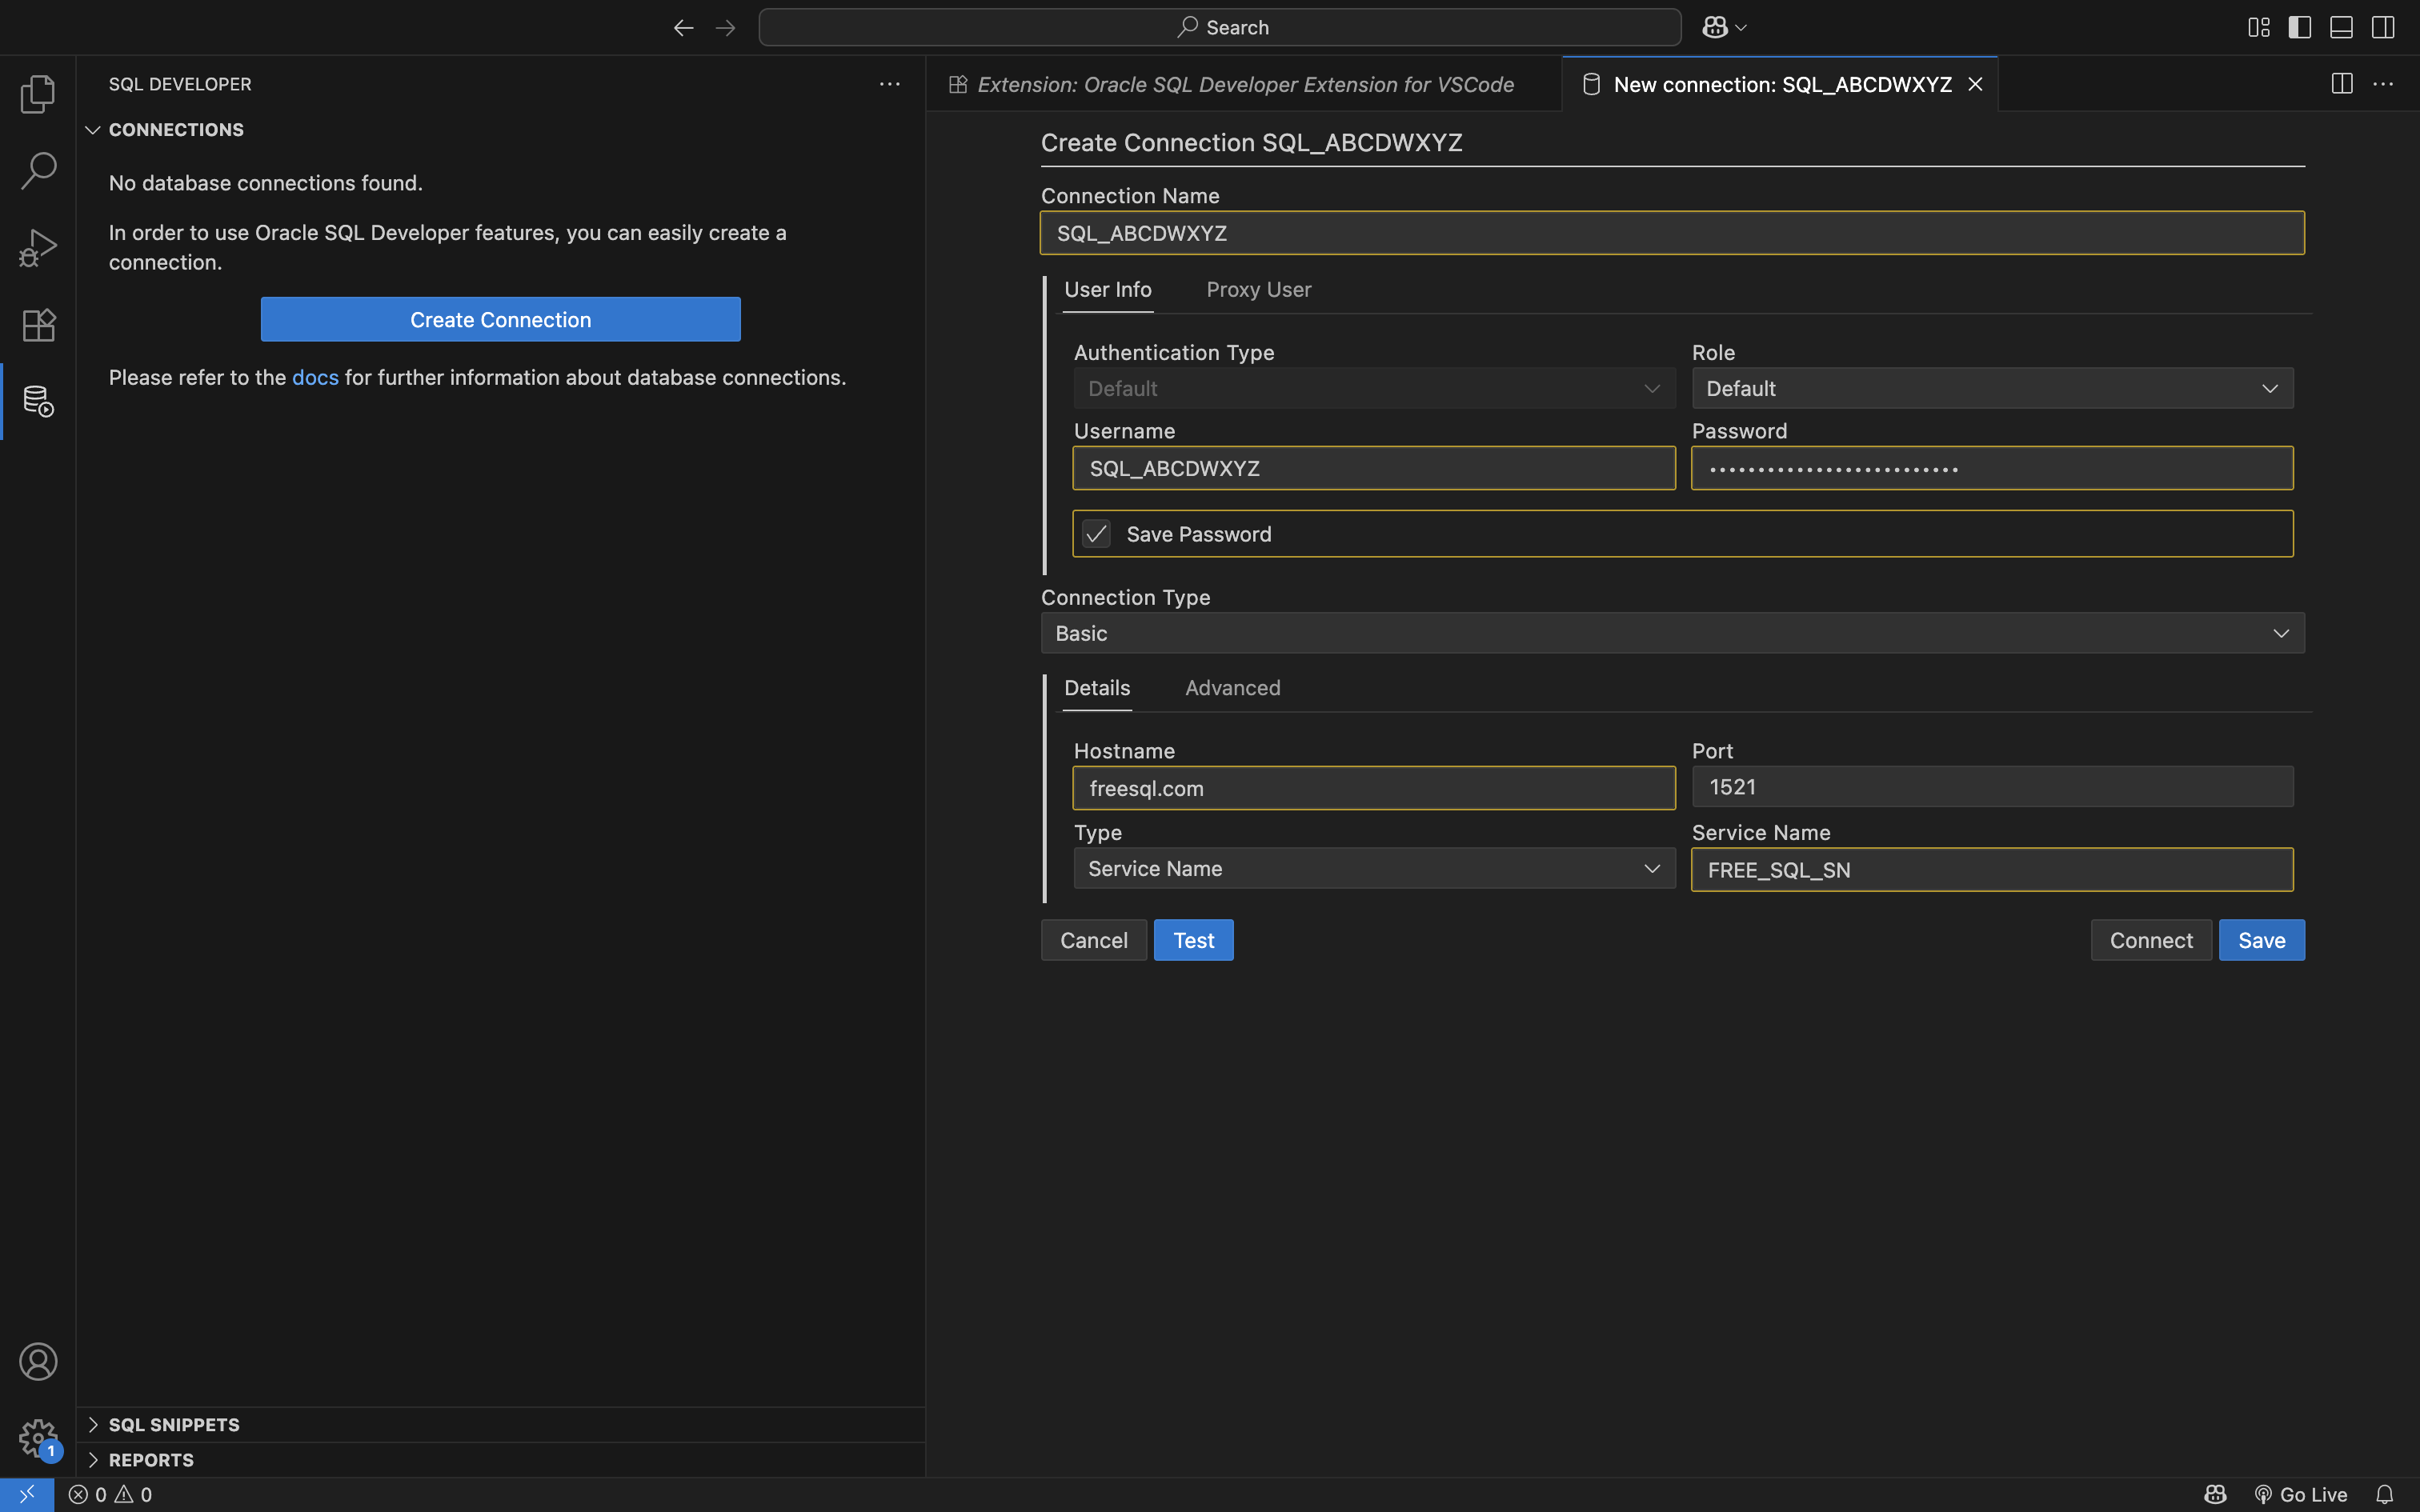 Search
SQL DEVELOPER
CONNECTIONS
No database connections found.
In order to use Oracle SQL Developer features, you can easily create a
connection.
Create Connection
Please refer to the docs for further information about database connections.
SQL SNIPPETS
REPORTS
Extension: Oracle SQL Developer Extension for VSCode
New connection: SQL_ABCDWXYZ
Create Connection SQL_ABCDWXYZ
Connection Name
SQL_ABCDWXYZ
User Info Proxy User
Authentication Type Role
Default Default
Username Password
SQL_ABCDWXYZ ••••••••••••••••••••••••••
Save Password
Connection Type
Basic
Details Advanced
Hostname Port
freesql.com 1521
Type Service Name
Service Name FREE_SQL_SN
Cancel Test Connect Save
1
0 0 Go Live